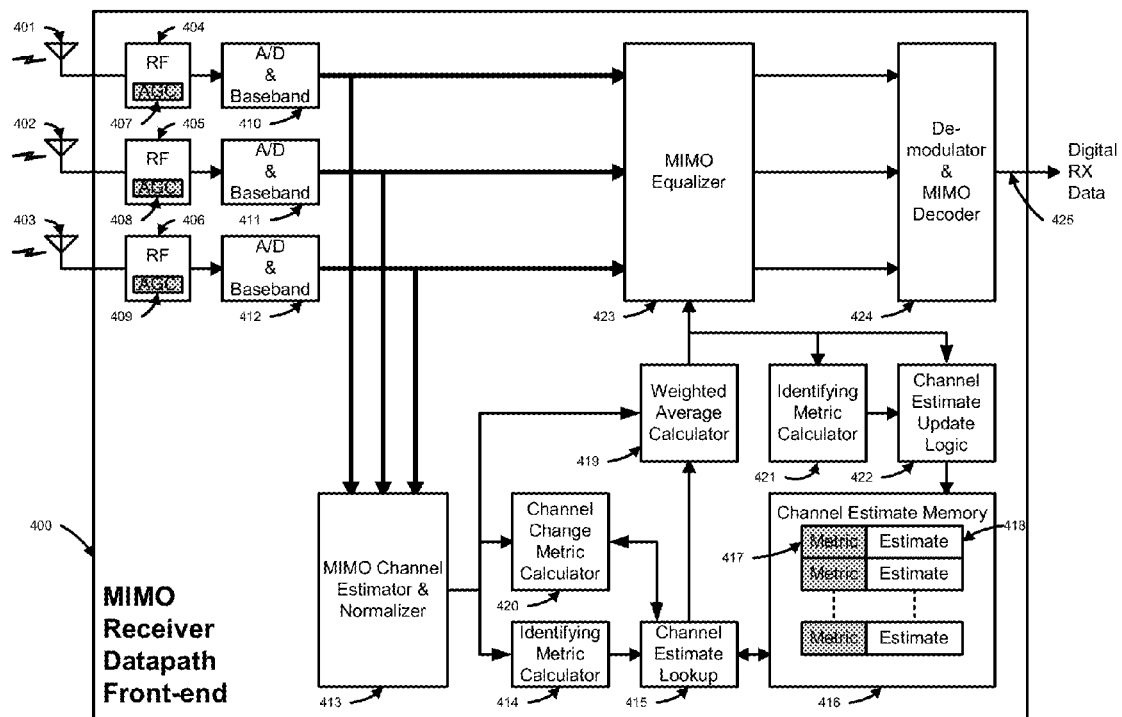 401
404
RF
AGC
407
A/D
&
Baseband
410
402
405
RF
AGC
408
A/D
&
Baseband
411
403
406
RF
AGC
409
A/D
&
Baseband
412
MIMO
Equalizer
423
De-
modulator
&
MIMO
Decoder
424
Digital
RX
Data
425
Weighted
Average
Calculator
419
Identifying
Metric
Calculator
421
Channel
Estimate
Update
Logic
422
400
MIMO
Receiver
Datapath
Front-end
MIMO Channel
Estimator &
Normalizer
413
Channel
Change
Metric
Calculator
420
Identifying
Metric
Calculator
414
Channel
Estimate
Lookup
415
Channel Estimate Memory
417
Metric
Estimate
418
Metric
Estimate
Metric
Estimate
416